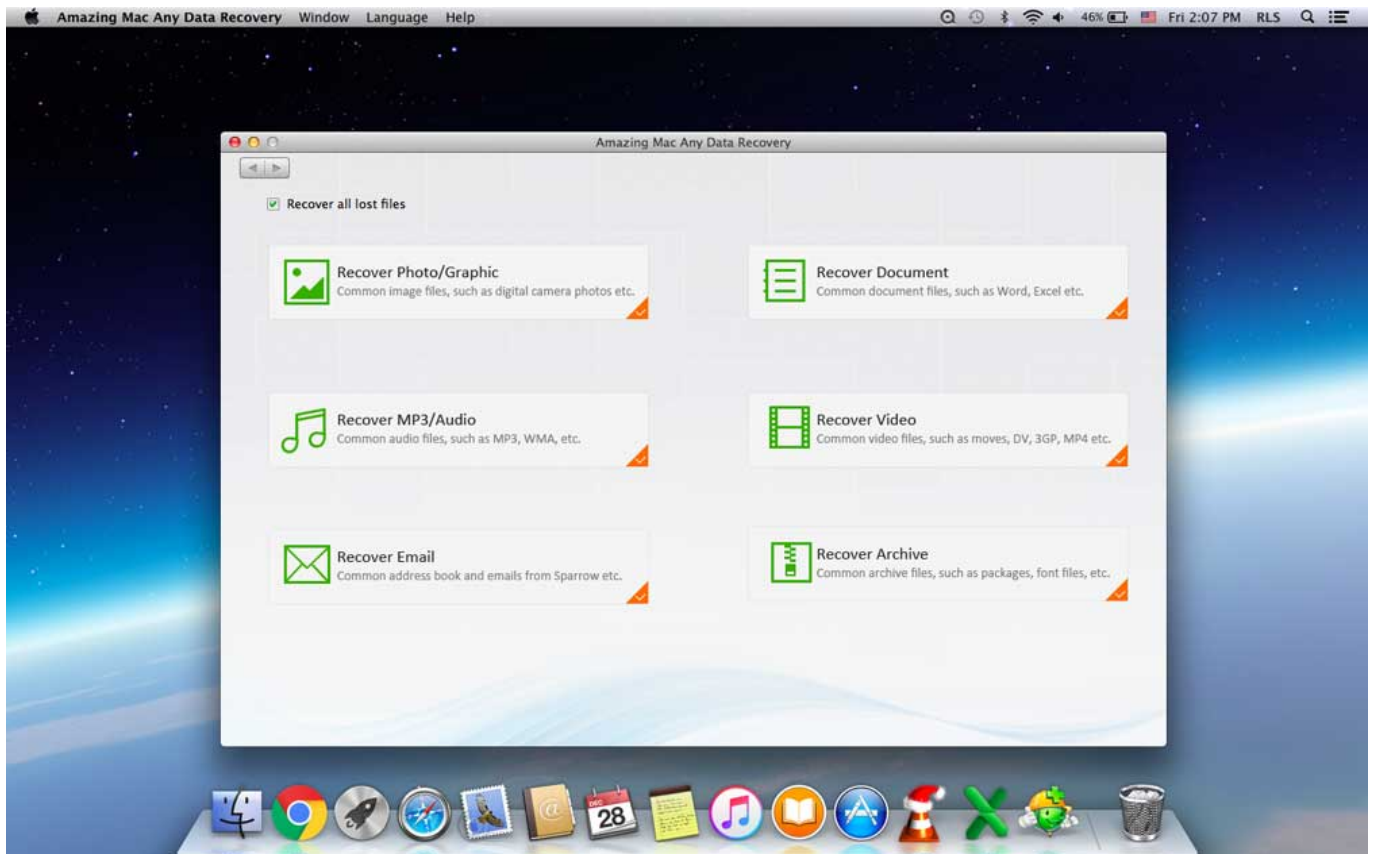 Amazing Mac Any Data Recovery Window Language Help 46% Fri 2:07 PM RLS
Amazing Mac Any Data Recovery
Recover all lost files
Recover Photo/Graphic
Common image files, such as digital camera photos etc.
Recover Document
Common document files, such as Word, Excel etc.
Recover MP3/Audio
Common audio files, such as MP3, WMA, etc.
Recover Video
Common video files, such as moves, DV, 3GP, MP4 etc.
Recover Email
Common address book and emails from Sparrow etc.
Recover Archive
Common archive files, such as packages, font files, etc.
@
DEC
28